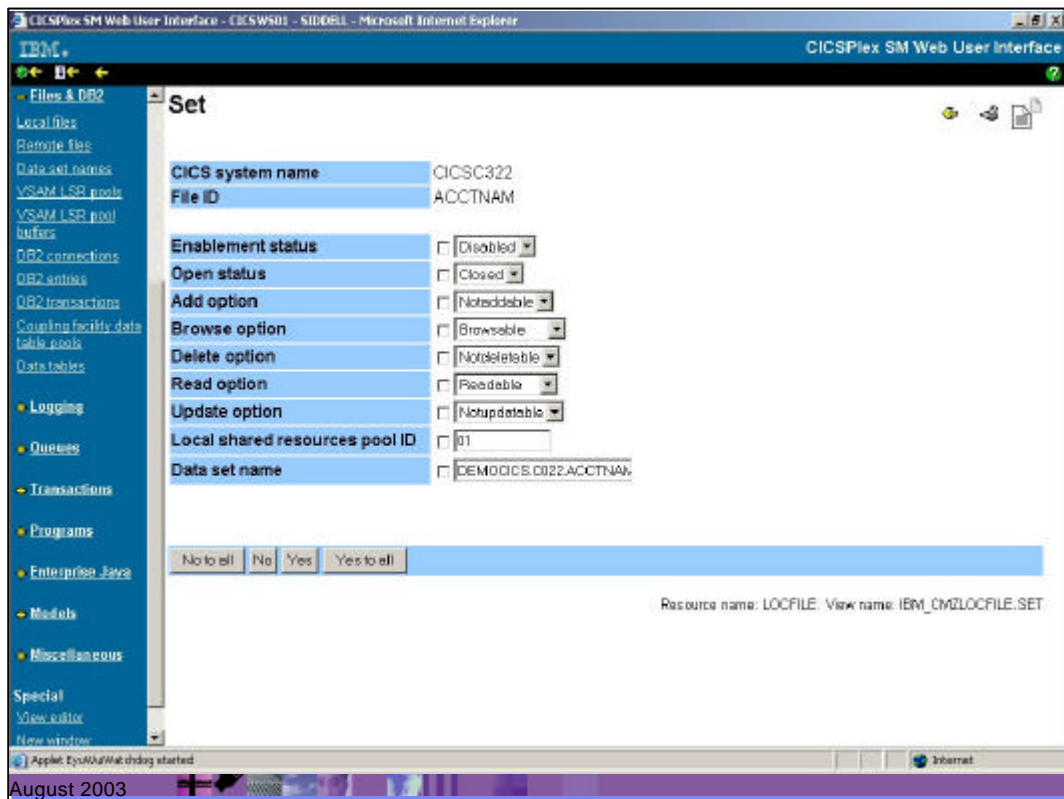 CICSPlex SM Web User Interface - CICSWS01 - SIDDELL - Microsoft Internet Explorer
IBM.
CICSPlex SM Web User Interface
Files & DB2
Local files
Remote files
Data set names
VSAM LSR pools
VSAM LSR pool
buffers
DB2 connections
DB2 entries
DB2 transactions
Coupling facility data
table pools
Data tables
Logging
Queues
Transactions
Programs
Enterprise Java
Models
Miscellaneous
Special
View editor
New window
Set
CICS system name CICSC322
File ID ACCTNAM
Enablement status Disabled
Open status Closed
Add option Notaddable
Browse option Browsable
Delete option Notdeletable
Read option Readable
Update option Notupdatable
Local shared resources pool ID 01
Data set name DEMOCICS.C022.ACCTNAM
No to all No Yes Yes to all
Resource name: LOCFILE. View name: IBM_CMZLOCFILE.SET
Applet EyuWuiWatchdog started
Internet
August 2003